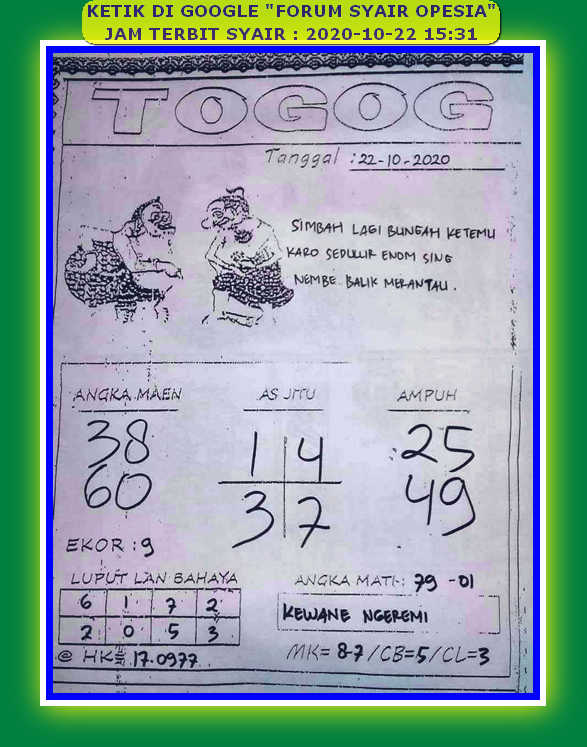 KETIK DI GOOGLE "FORUM SYAIR OPESIA"
JAM TERBIT SYAIR : 2020-10-22 15:31
TOGOG
Tanggal : 22-10-2020
SIMBAH LAGI BUNGAH KETEMU
KARO SEDULUR ENOM SING
NEMBE BALIK MERANTAU.
ANGKA MAEN
38
60
EKOR : 9
AS JITU
1 4
3 7
AMPUH
25
49
LUPUT LAN BAHAYA
6 1 7 2
2 0 5 3
@ HK= 17.0977
ANGKA MATI : 79 - 01
KEWANE NGEREMI
MK= 8-7 / CB=5 / CL=3